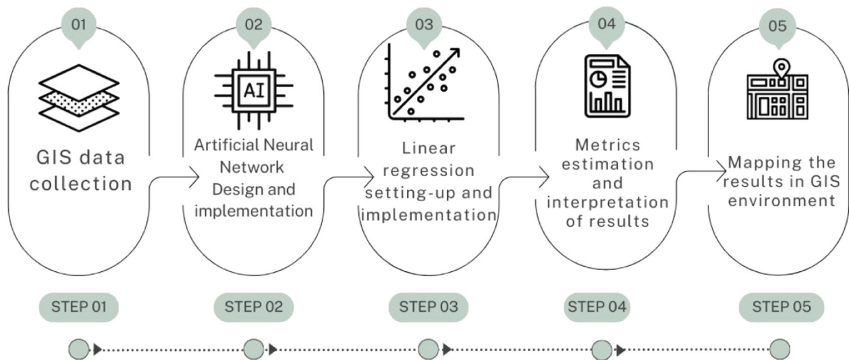 01
02
03
04
05
AI
GIS data
collection
Artificial Neural
Network
Design and
implementation
Linear
regression
setting-up and
implementation
Metrics
estimation
and
interpretation
of results
Mapping the
results in GIS
environment
STEP 01
STEP 02
STEP 03
STEP 04
STEP 05